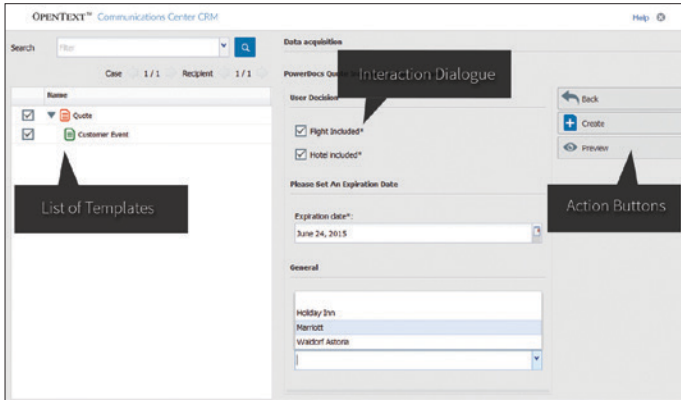 OPENTEXT™ Communications Center CRM
Help
Search
Filter
Case 1/1 Recipient 1/1
Name
Quote
Customer Event
List of Templates
Data acquisition
PowerDocs Quote
Interaction Dialogue
User Decision
Flight Included*
Hotel included*
Please Set An Expiration Date
Expiration date*:
June 24, 2015
General
Holiday Inn
Marriott
Waldorf Astoria
Back
Create
Preview
Action Buttons